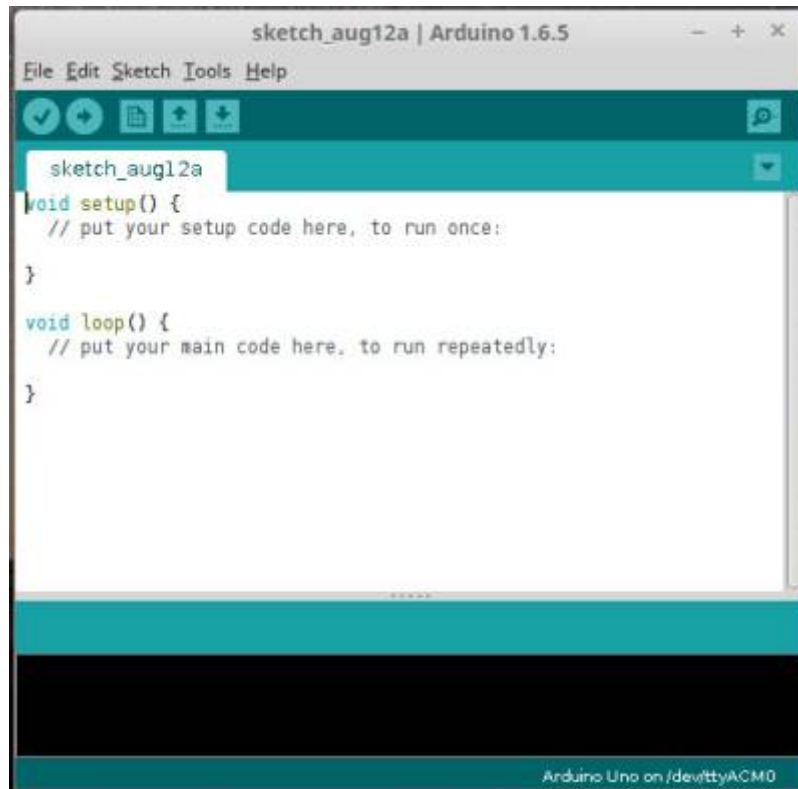 sketch_aug12a | Arduino 1.6.5
File Edit Sketch Tools Help
sketch_aug12a
void setup() {
  // put your setup code here, to run once:
}
void loop() {
  // put your main code here, to run repeatedly:
}
Arduino Uno on /dev/ttyACM0